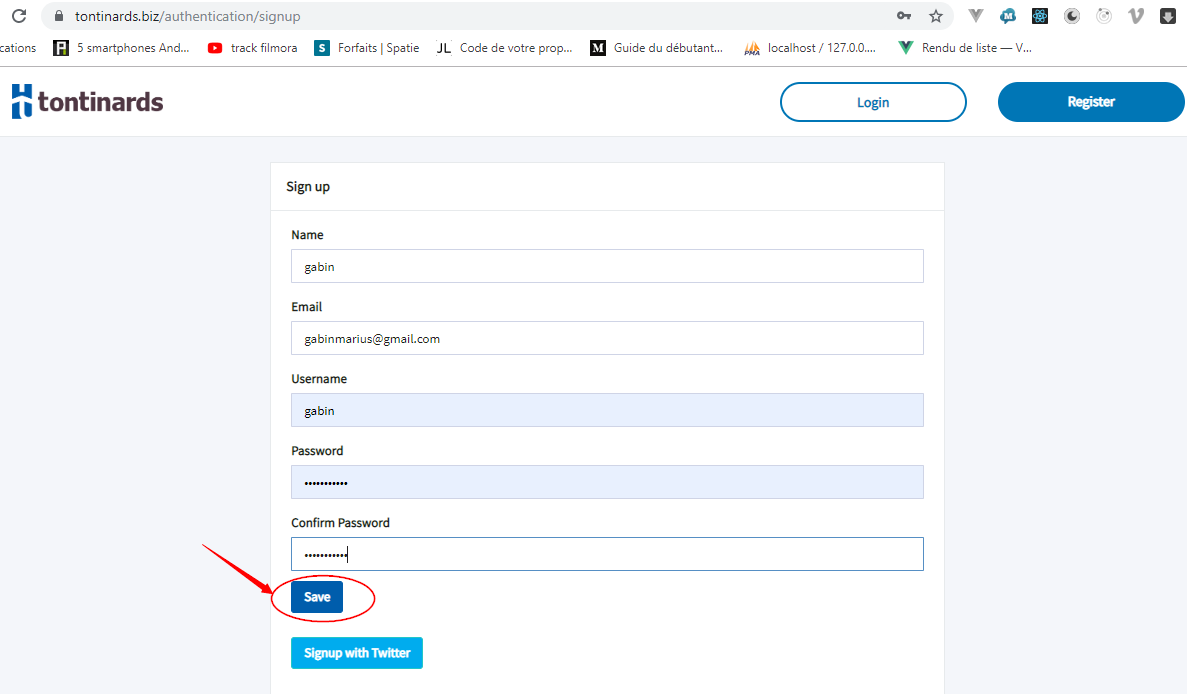 tontinards.biz/authentication/signup
cations 5 smartphones And... track filmora S Forfaits | Spatie JL Code de votre prop... M Guide du débutant... PMA localhost / 127.0.0.... Rendu de liste — V...
tontinards Login Register
Sign up
Name
gabin
Email
gabinmarius@gmail.com
Username
gabin
Password
•••••••••••
Confirm Password
•••••••••••
Save
Signup with Twitter